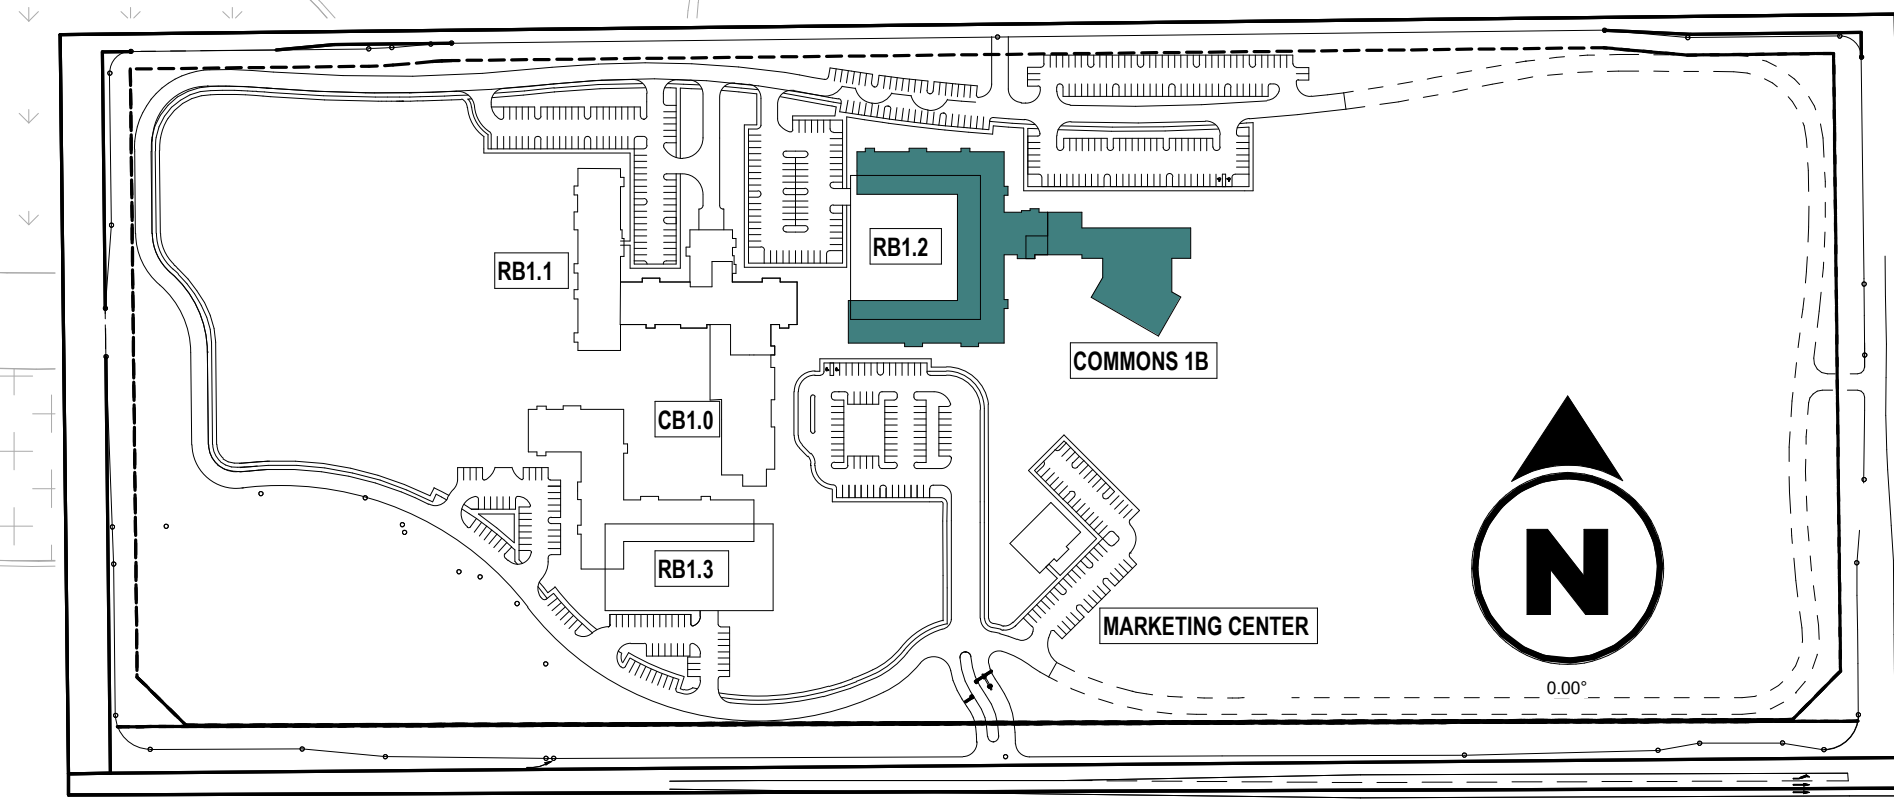 RB1.2
RB1.1
COMMONS 1B
CB1.0
N
RB1.3
MARKETING CENTER
0.00°